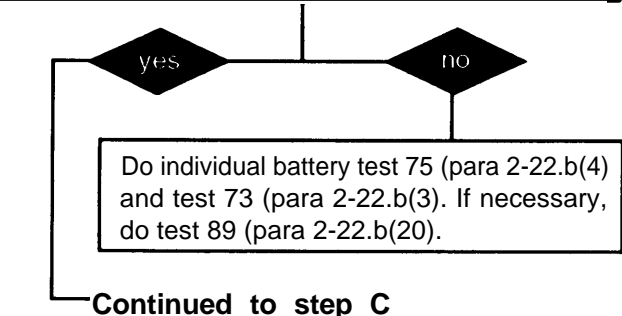 yes
no
Do individual battery test 75 (para 2-22.b(4)
and test 73 (para 2-22.b(3). If necessary,
do test 89 (para 2-22.b(20).
Continued to step C